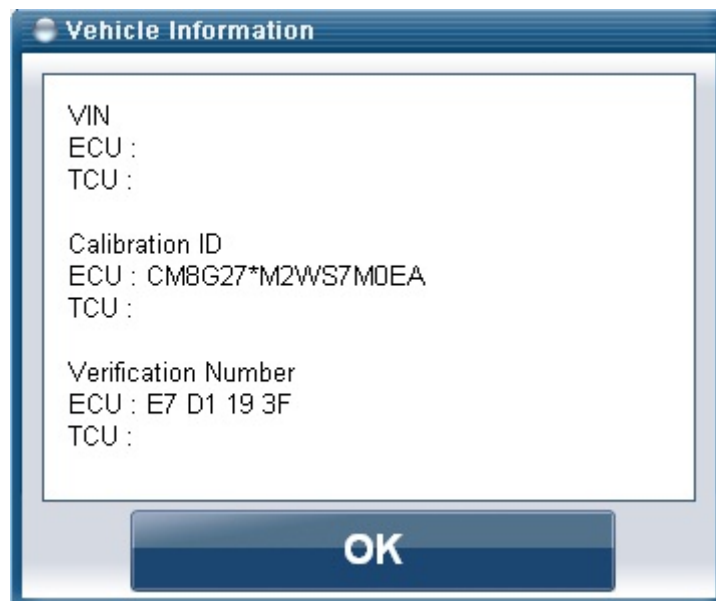 Vehicle Information
VIN
ECU :
TCU :
Calibration ID
ECU : CM8G27*M2WS7M0EA
TCU :
Verification Number
ECU : E7 D1 19 3F
TCU :
OK